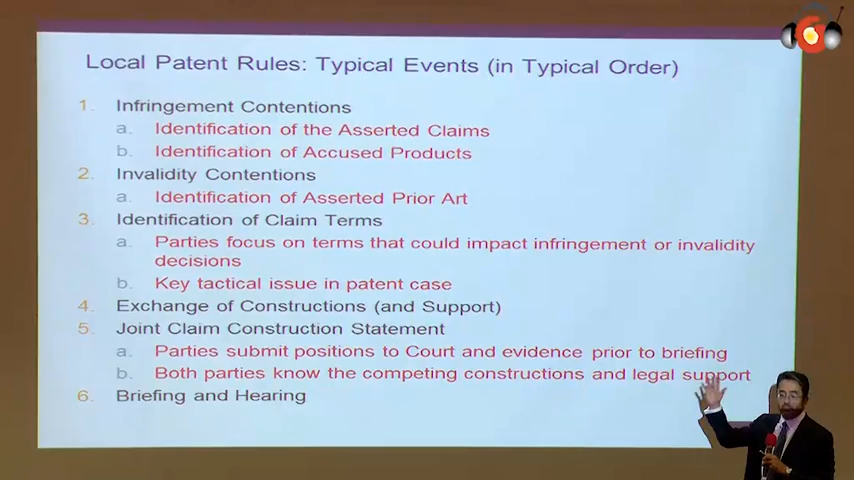 Local Patent Rules: Typical Events (in Typical Order)
1. Infringement Contentions
a. Identification of the Asserted Claims
b. Identification of Accused Products
2. Invalidity Contentions
a. Identification of Asserted Prior Art
3. Identification of Claim Terms
a. Parties focus on terms that could impact infringement or invalidity
decisions
b. Key tactical issue in patent case
4. Exchange of Constructions (and Support)
5. Joint Claim Construction Statement
a. Parties submit positions to Court and evidence prior to briefing
b. Both parties know the competing constructions and legal support
6. Briefing and Hearing